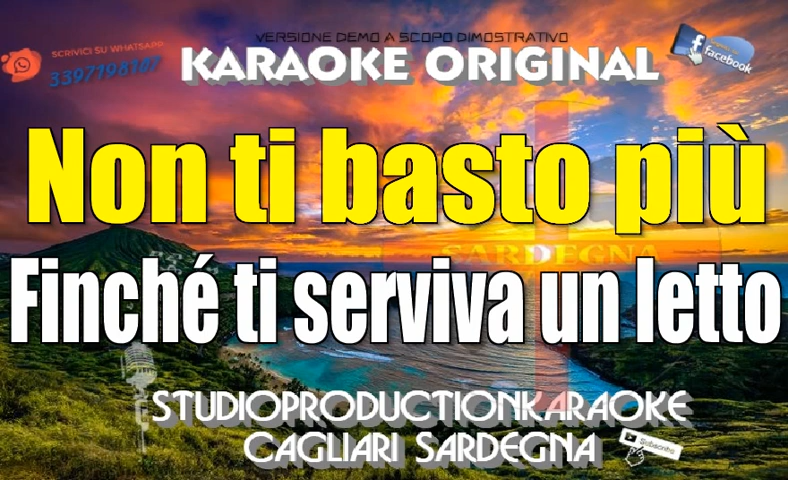 VERSIONE DEMO A SCOPO DIMOSTRATIVO
SCRIVICI SU WHATSAPP
KARAOKE ORIGINAL
facebook
Non ti basto più
SARDEGNA
Finché ti serviva un letto
STUDIOPRODUCTIONKARAOKE
CAGLIARI SARDEGNA
Subscribe